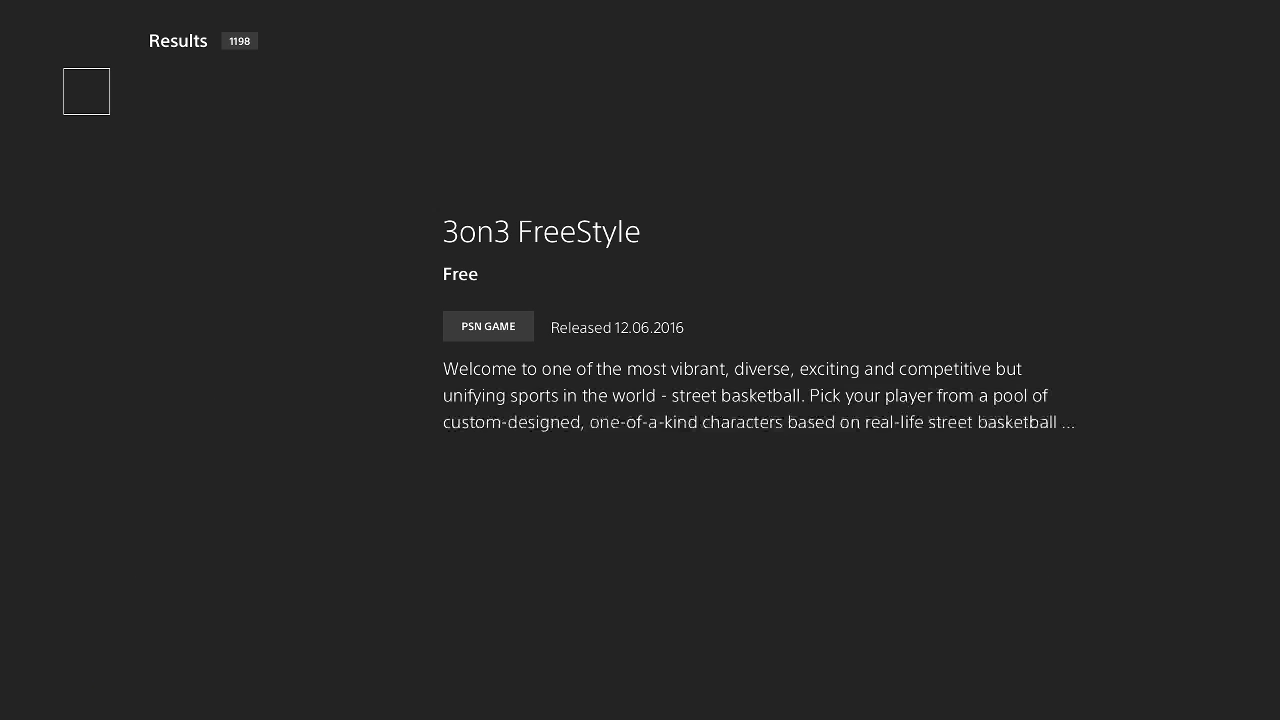 Results 1198
3on3 FreeStyle
Free
PSN GAME Released 12.06.2016
Welcome to one of the most vibrant, diverse, exciting and competitive but
unifying sports in the world - street basketball. Pick your player from a pool of
custom-designed, one-of-a-kind characters based on real-life street basketball ...